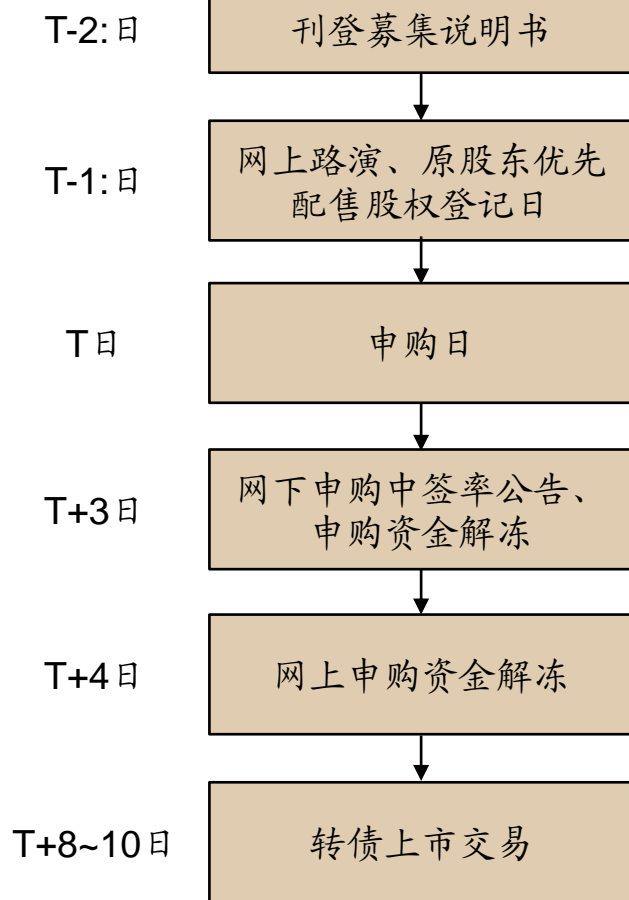 T-2:日
刊登募集说明书
T-1:日
网上路演、原股东优先
配售股权登记日
T日
申购日
T+3日
网下申购中签率公告、
申购资金解冻
T+4日
网上申购资金解冻
T+8~10日
转债上市交易